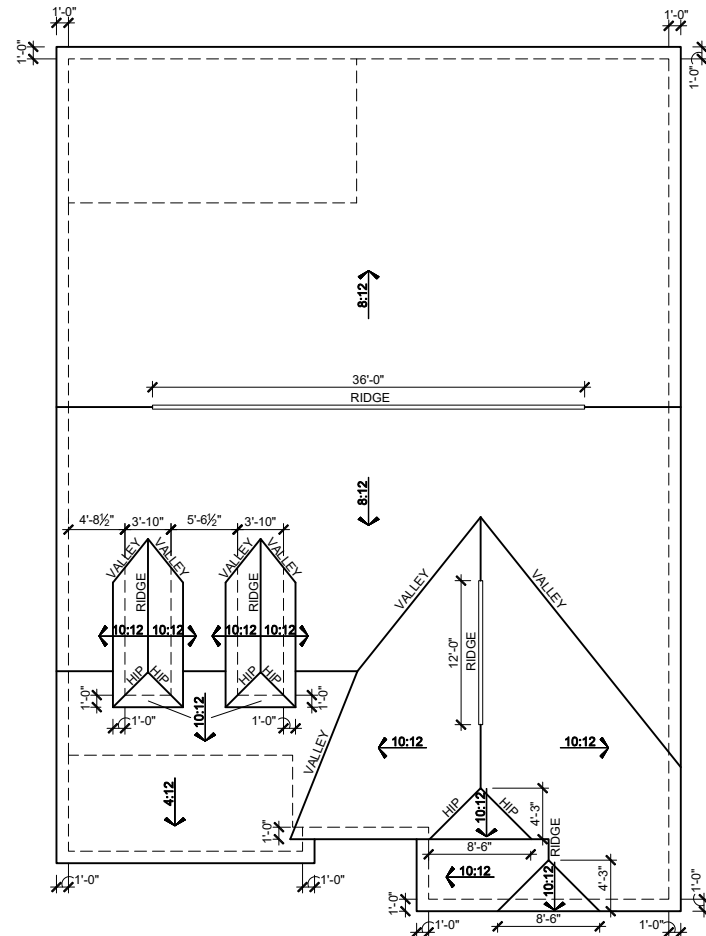 1'-0" 1'-0"
1'-0" 1'-0"
8:12
36'-0"
RIDGE
8:12
4'-8½" 3'-10" 5'-6½" 3'-10"
VALLEY VALLEY VALLEY VALLEY
RIDGE RIDGE
VALLEY VALLEY
12'-0" RIDGE
10:12 10:12 10:12 10:12
HIP HIP HIP HIP
1'-0" 1'-0"
1'-0" 10:12 1'-0"
VALLEY
10:12 10:12
4:12
HIP 10:12 HIP
4'-3"
1'-0"
8'-6"
RIDGE
10:12
10:12
4'-3"
1'-0" 1'-0"
1'-0" 1'-0"
1'-0" 8'-6" 1'-0"